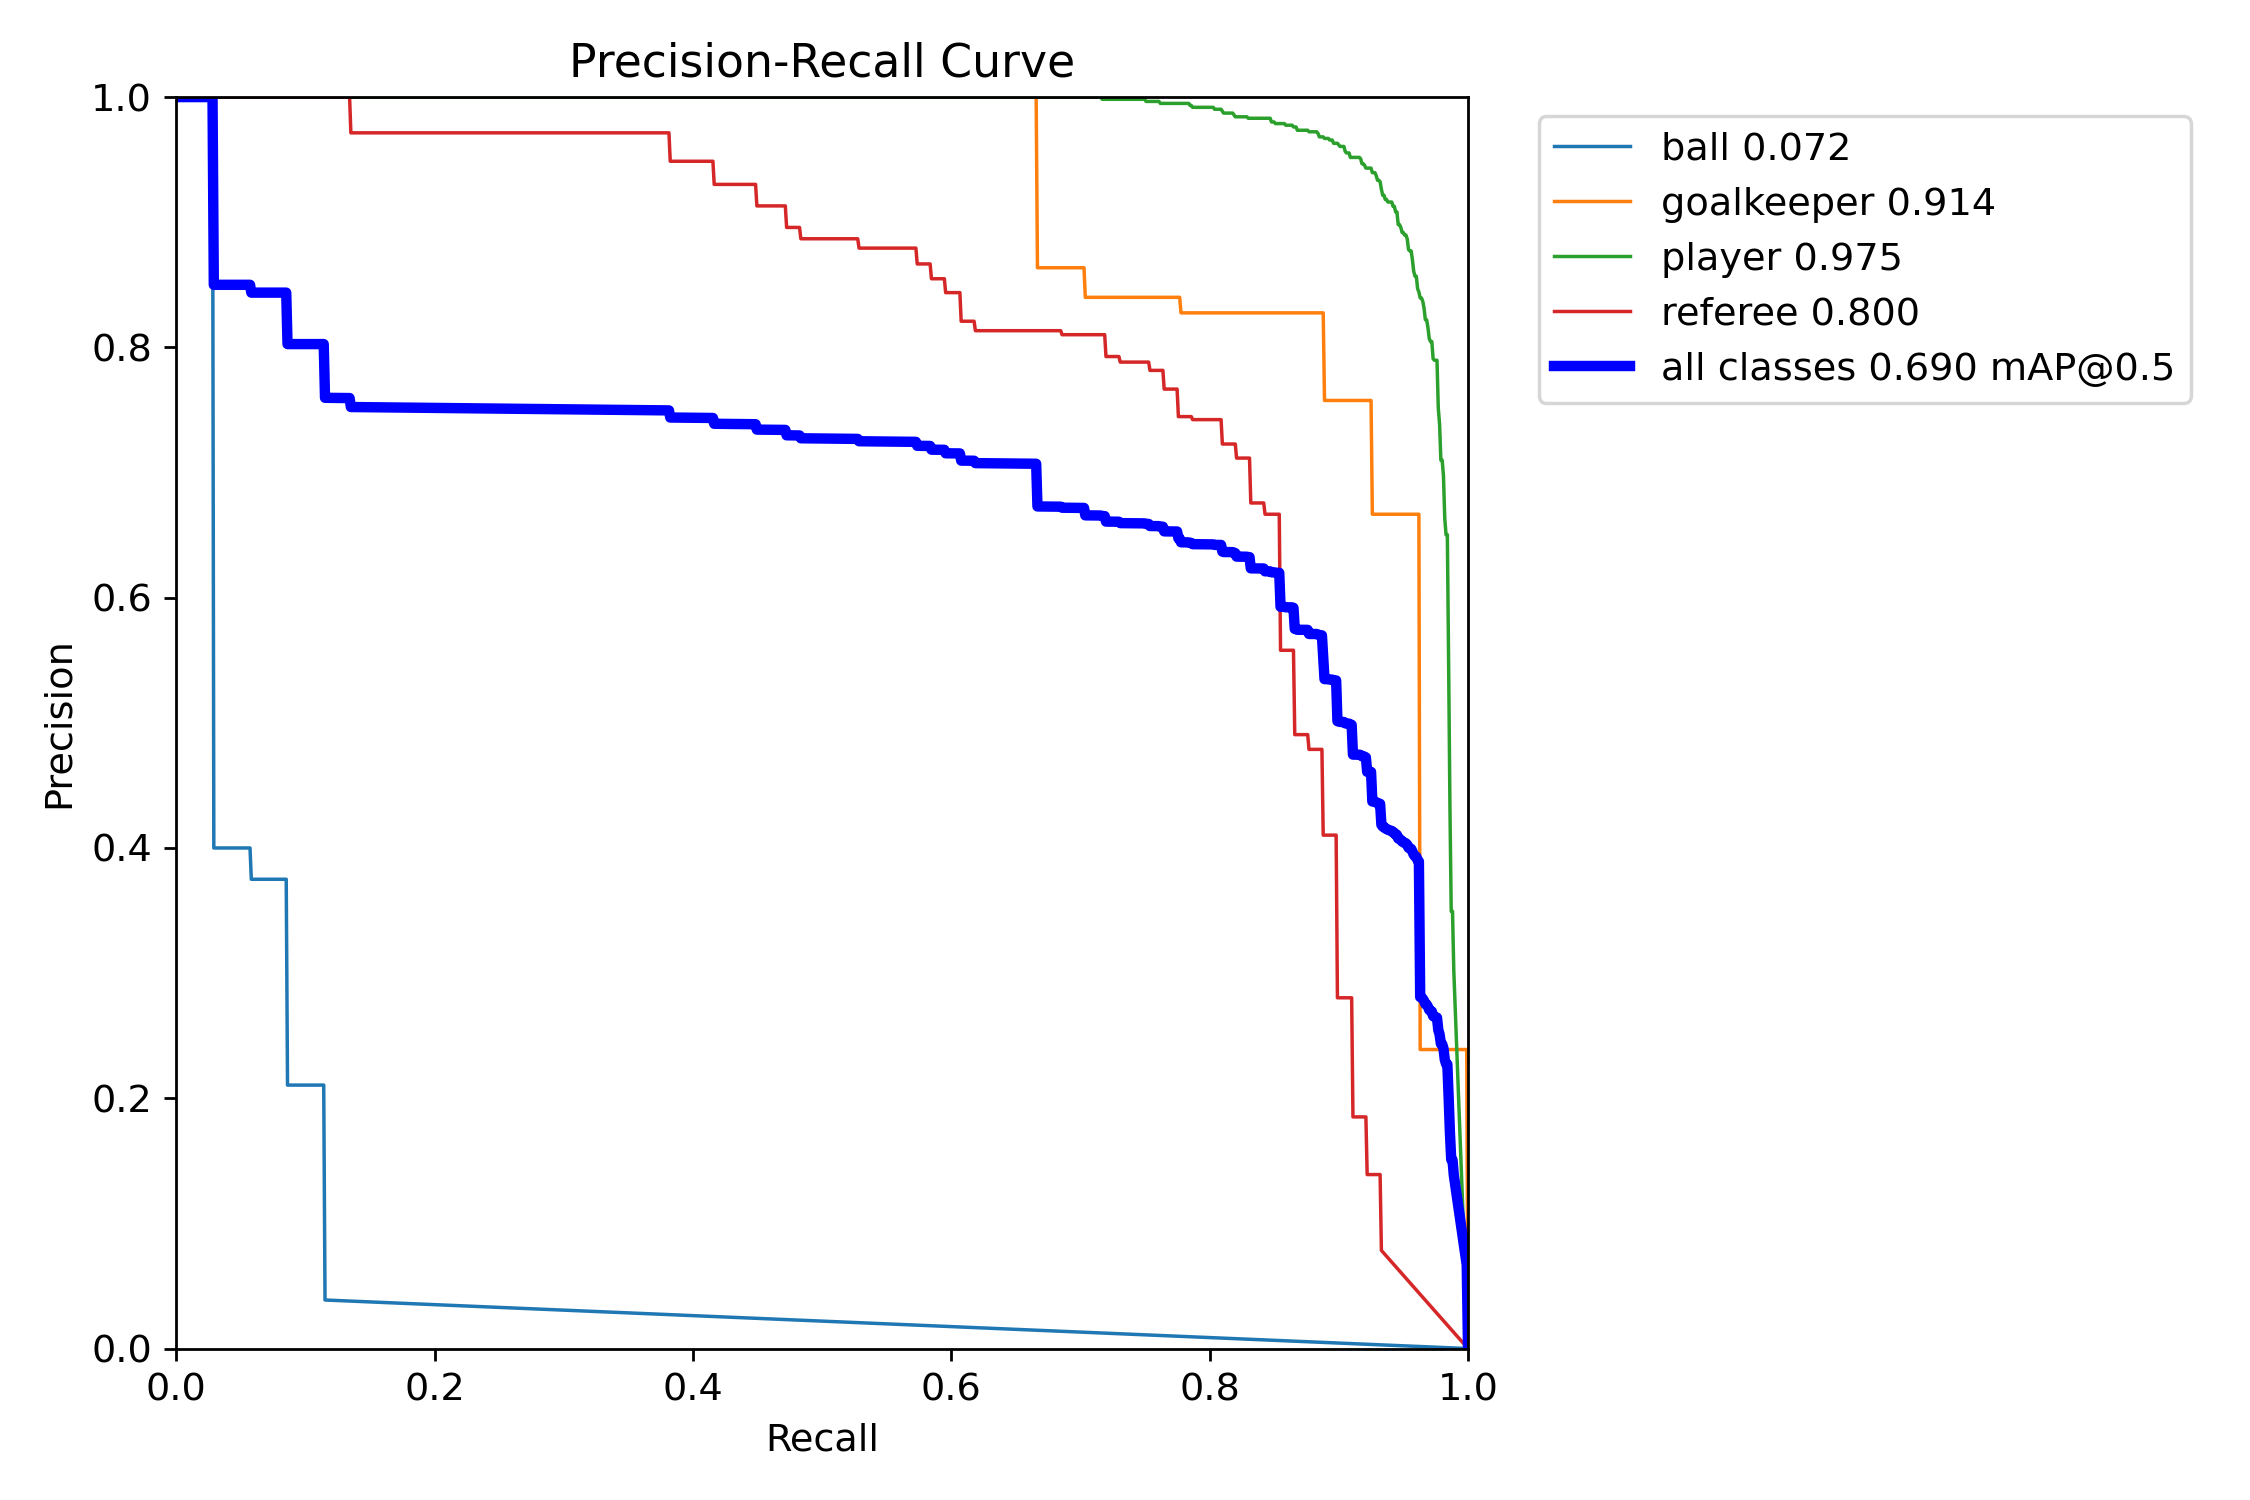 Precision-Recall Curve
1.0
0.8
0.6
0.4
0.2
0.0
Precision
0.0 0.2 0.4 0.6 0.8 1.0
Recall
ball 0.072
goalkeeper 0.914
player 0.975
referee 0.800
all classes 0.690 mAP@0.5